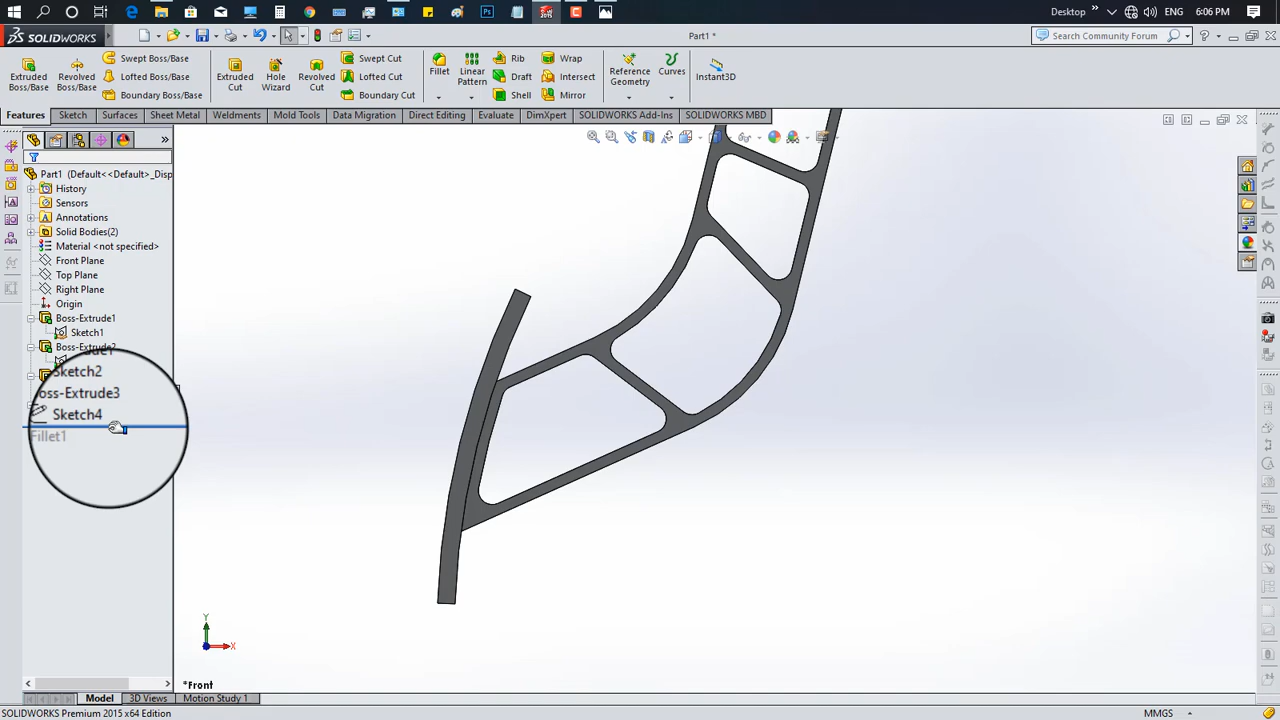 Desktop
6:06 PM
SOLIDWORKS
Part1 *
Search Community Forum
Extruded Boss/Base
Revolved Boss/Base
Swept Boss/Base
Lofted Boss/Base
Boundary Boss/Base
Extruded Cut
Hole Wizard
Revolved Cut
Swept Cut
Lofted Cut
Boundary Cut
Fillet
Linear Pattern
Rib
Draft
Shell
Wrap
Intersect
Mirror
Reference Geometry
Curves
Instant3D
Features
Sketch
Surfaces
Sheet Metal
Weldments
Mold Tools
Data Migration
Direct Editing
Evaluate
DimXpert
SOLIDWORKS Add-Ins
SOLIDWORKS MBD
Part1 (Default<<Default>_Disp
History
Sensors
Annotations
Solid Bodies(2)
Material <not specified>
Front Plane
Top Plane
Right Plane
Origin
Boss-Extrude1
Sketch1
Boss-Extrude2
Sketch2
oss-Extrude3
Sketch4
Fillet1
Y
X
*Front
Model
3D Views
Motion Study 1
SOLIDWORKS Premium 2015 x64 Edition
MMGS